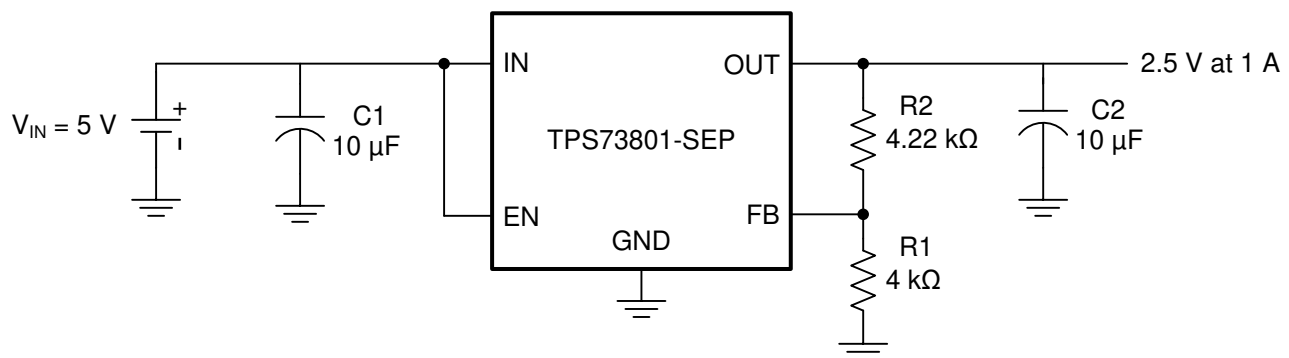 IN
OUT
2.5 V at 1 A
V_IN = 5 V
+
-
C1
10 µF
TPS73801-SEP
R2
4.22 kΩ
C2
10 µF
EN
FB
GND
R1
4 kΩ